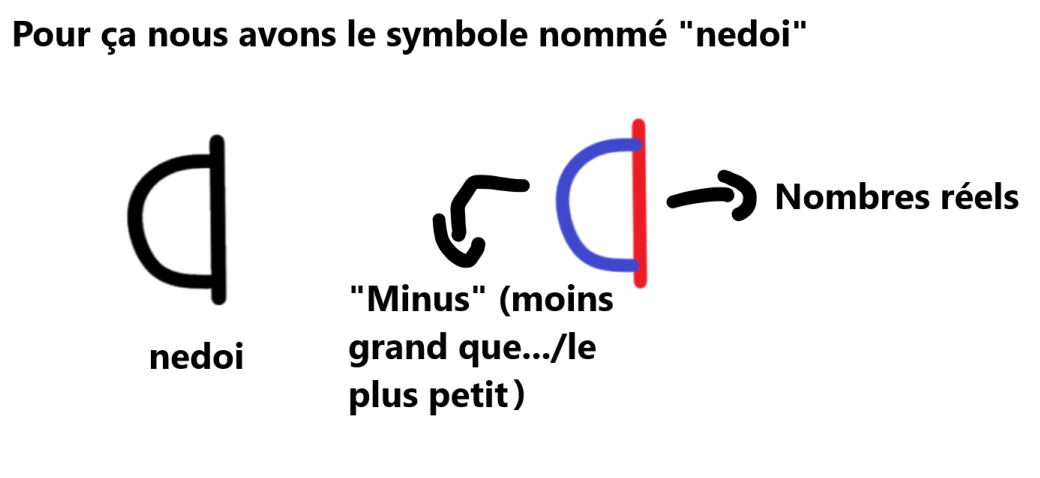 Pour ça nous avons le symbole nommé "nedoi"
Nombres réels
"Minus" (moins
grand que.../le
plus petit)
nedoi